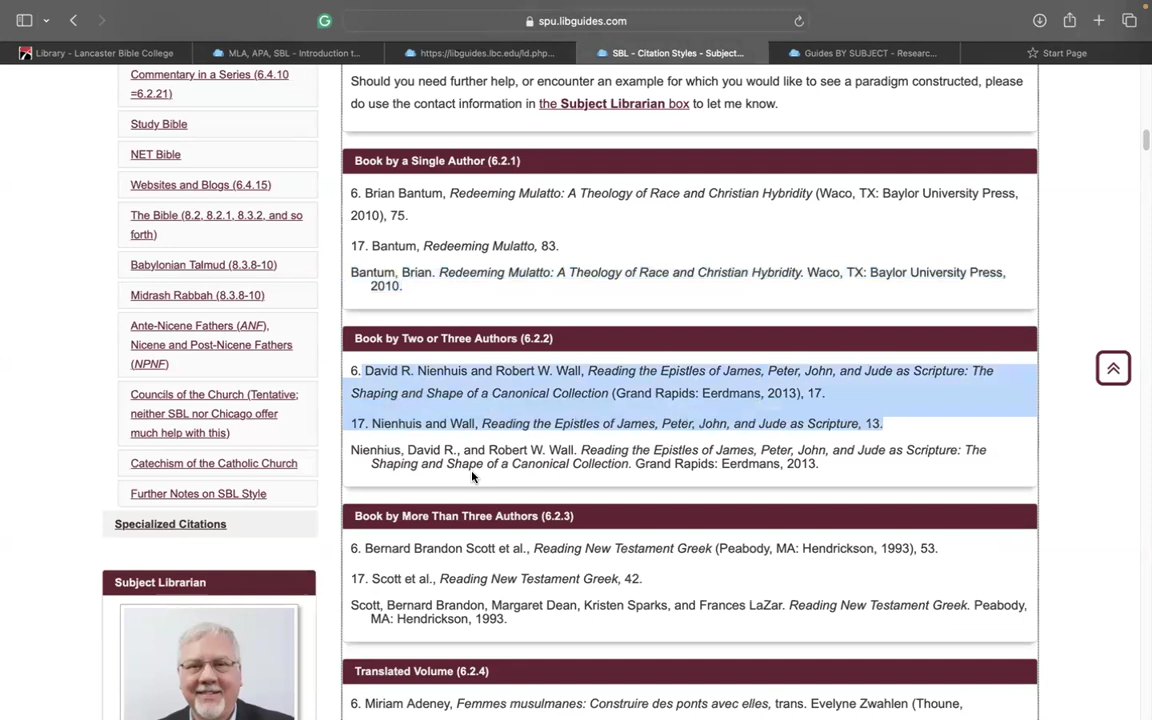 spu.libguides.com
Library - Lancaster Bible College
MLA, APA, SBL - Introduction t...
https://libguides.lbc.edu/ld.php...
SBL - Citation Styles - Subject...
Guides BY SUBJECT - Researc...
Start Page
Commentary in a Series (6.4.10
=6.2.21)
Study Bible
NET Bible
Websites and Blogs (6.4.15)
The Bible (8.2, 8.2.1, 8.3.2, and so
forth)
Babylonian Talmud (8.3.8-10)
Midrash Rabbah (8.3.8-10)
Ante-Nicene Fathers (ANF),
Nicene and Post-Nicene Fathers
(NPNF)
Councils of the Church (Tentative;
neither SBL nor Chicago offer
much help with this)
Catechism of the Catholic Church
Further Notes on SBL Style
Specialized Citations
Subject Librarian
Should you need further help, or encounter an example for which you would like to see a paradigm constructed, please
do use the contact information in the Subject Librarian box to let me know.
Book by a Single Author (6.2.1)
6. Brian Bantum, Redeeming Mulatto: A Theology of Race and Christian Hybridity (Waco, TX: Baylor University Press,
2010), 75.
17. Bantum, Redeeming Mulatto, 83.
Bantum, Brian. Redeeming Mulatto: A Theology of Race and Christian Hybridity. Waco, TX: Baylor University Press,
2010.
Book by Two or Three Authors (6.2.2)
6. David R. Nienhuis and Robert W. Wall, Reading the Epistles of James, Peter, John, and Jude as Scripture: The
Shaping and Shape of a Canonical Collection (Grand Rapids: Eerdmans, 2013), 17.
17. Nienhuis and Wall, Reading the Epistles of James, Peter, John, and Jude as Scripture, 13.
Nienhius, David R., and Robert W. Wall. Reading the Epistles of James, Peter, John, and Jude as Scripture: The
Shaping and Shape of a Canonical Collection. Grand Rapids: Eerdmans, 2013.
Book by More Than Three Authors (6.2.3)
6. Bernard Brandon Scott et al., Reading New Testament Greek (Peabody, MA: Hendrickson, 1993), 53.
17. Scott et al., Reading New Testament Greek, 42.
Scott, Bernard Brandon, Margaret Dean, Kristen Sparks, and Frances LaZar. Reading New Testament Greek. Peabody,
MA: Hendrickson, 1993.
Translated Volume (6.2.4)
6. Miriam Adeney, Femmes musulmanes: Construire des ponts avec elles, trans. Evelyne Zwahlen (Thoune,